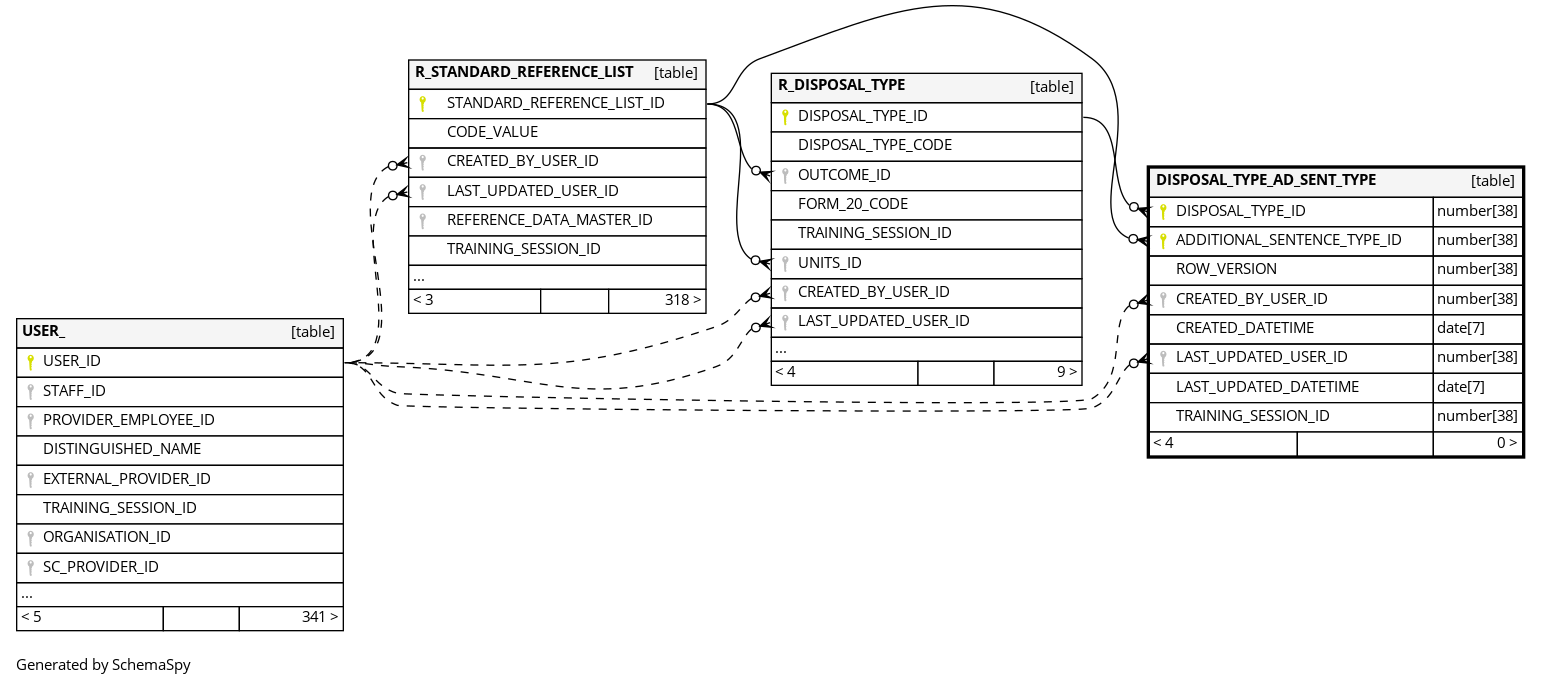 R_STANDARD_REFERENCE_LIST [table]
STANDARD_REFERENCE_LIST_ID
CODE_VALUE
CREATED_BY_USER_ID
LAST_UPDATED_USER_ID
REFERENCE_DATA_MASTER_ID
TRAINING_SESSION_ID
...
< 3 318 >
R_DISPOSAL_TYPE [table]
DISPOSAL_TYPE_ID
DISPOSAL_TYPE_CODE
OUTCOME_ID
FORM_20_CODE
TRAINING_SESSION_ID
UNITS_ID
CREATED_BY_USER_ID
LAST_UPDATED_USER_ID
...
< 4 9 >
DISPOSAL_TYPE_AD_SENT_TYPE [table]
DISPOSAL_TYPE_ID number[38]
ADDITIONAL_SENTENCE_TYPE_ID number[38]
ROW_VERSION number[38]
CREATED_BY_USER_ID number[38]
CREATED_DATETIME date[7]
LAST_UPDATED_USER_ID number[38]
LAST_UPDATED_DATETIME date[7]
TRAINING_SESSION_ID number[38]
< 4 0 >
USER_ [table]
USER_ID
STAFF_ID
PROVIDER_EMPLOYEE_ID
DISTINGUISHED_NAME
EXTERNAL_PROVIDER_ID
TRAINING_SESSION_ID
ORGANISATION_ID
SC_PROVIDER_ID
...
< 5 341 >
Generated by SchemaSpy